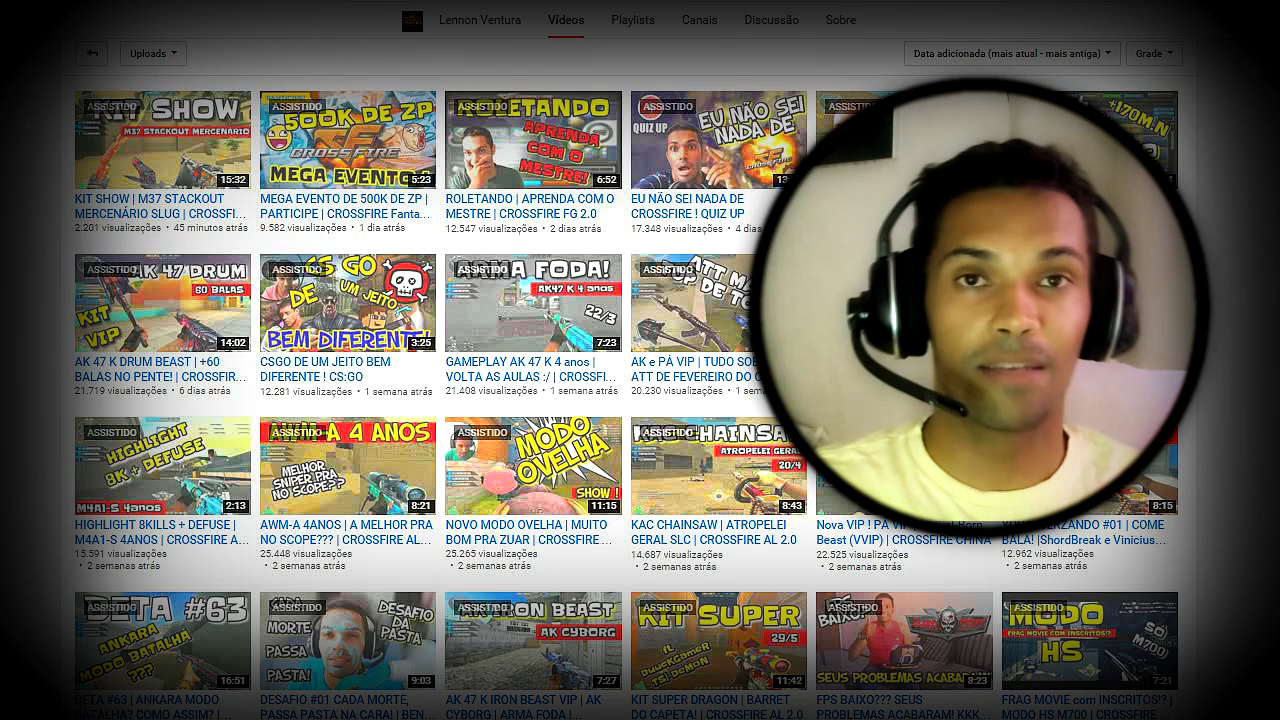 Lennon Ventura Vídeos Playlists Canais Discussão Sobre
Uploads
Data adicionada (mais atual - mais antiga) Grade
ASSISTIDO
KIT SHOW
M37 STACKOUT MERCENÁRIO
15:32
KIT SHOW | M37 STACKOUT
MERCENÁRIO SLUG | CROSSFI...
2.201 visualizações • 45 minutos atrás
ASSISTIDO
500K DE ZP
CROSSFIRE
MEGA EVENTO
5:23
MEGA EVENTO DE 500K DE ZP |
PARTICIPE | CROSSFIRE Fanta...
9.582 visualizações • 1 dia atrás
ASSISTIDO
ROLETANDO
APRENDA
COM O
MESTRE!
6:52
ROLETANDO | APRENDA COM O
MESTRE | CROSSFIRE FG 2.0
12.547 visualizações • 2 dias atrás
ASSISTIDO
QUIZ UP
EU NÃO SEI
NADA DE
CROSSFIRE
EU NÃO SEI NADA DE
CROSSFIRE ! QUIZ UP
17.348 visualizações • 4 dias
ASSISTIDO
+170M.N
ASSISTIDO
AK 47 DRUM
60 BALAS
KIT
VIP
14:02
AK 47 K DRUM BEAST | +60
BALAS NO PENTE! | CROSSFIR...
21.719 visualizações • 6 dias atrás
ASSISTIDO
CS GO
DE UM JEITO
BEM DIFERENTE!
3:25
CSGO DE UM JEITO BEM
DIFERENTE ! CS:GO
12.281 visualizações • 1 semana atrás
ASSISTIDO
ARMA FODA!
AK47 K 4 anos
22/3
7:23
GAMEPLAY AK 47 K 4 anos |
VOLTA AS AULAS :/ | CROSSFI...
21.408 visualizações • 1 semana atrás
ASSISTIDO
AK e PÁ VIP | TUDO SOB
ATT DE FEVEREIRO DO C
20.230 visualizações • 1 sem
ASSISTIDO
HIGHLIGHT
8K + DEFUSE
M4A1-S 4anos
2:13
HIGHLIGHT 8KILLS + DEFUSE |
M4A1-S 4ANOS | CROSSFIRE A...
15.591 visualizações
• 2 semanas atrás
ASSISTIDO
AWM-A 4 ANOS
MELHOR
SNIPER PRA
NO SCOPE??
8:21
AWM-A 4ANOS | A MELHOR PRA
NO SCOPE??? | CROSSFIRE AL...
25.448 visualizações
• 2 semanas atrás
ASSISTIDO
MODO
OVELHA
SHOW !
11:15
NOVO MODO OVELHA | MUITO
BOM PRA ZUAR | CROSSFIRE ...
25.265 visualizações
• 2 semanas atrás
ASSISTIDO
ATROPELEI GERAL
20/4
8:43
KAC CHAINSAW | ATROPELEI
GERAL SLC | CROSSFIRE AL 2.0
14.687 visualizações
• 2 semanas atrás
Nova VIP ! PÁ
Beast (VVIP) | CROSSFIRE CHINA
22.525 visualizações
• 2 semanas atrás
8:15
#01 | COME
BALA! |ShordBreak e Vinicius...
12.962 visualizações
• 2 semanas atrás
ASSISTIDO
BETA #63
ANKARA
MODO BATALHA
???
16:51
BETA #63 | ANKARA MODO
BATALHA? COMO ASSIM? |
ASSISTIDO
CADA
MORTE
PASSA
PASTA!
DESAFIO
DA
PASTA
9:03
DESAFIO #01 CADA MORTE,
PASSA PASTA NA CARA! | BEN
ASSISTIDO
IRON BEAST
AK CYBORG
7:27
AK 47 K IRON BEAST VIP | AK
CYBORG | ARMA FODA |
ASSISTIDO
KIT SUPER
29/5
ft.
DuuckGameR
TSi DeMON
11:42
KIT SUPER DRAGON | BARRET
DO CAPETA! | CROSSFIRE AL 2.0
ASSISTIDO
FPS
BAIXO?
SEUS PROBLEMAS ACABARAM
8:23
FPS BAIXO??? SEUS
PROBLEMAS ACABARAM! KKK
ASSISTIDO
MODO
FRAG MOVIE com INSCRITOS!?
HS
SÓ
M700!
7:21
FRAG MOVIE com INSCRITOS!? |
MODO HS M700 | CROSSFIRE